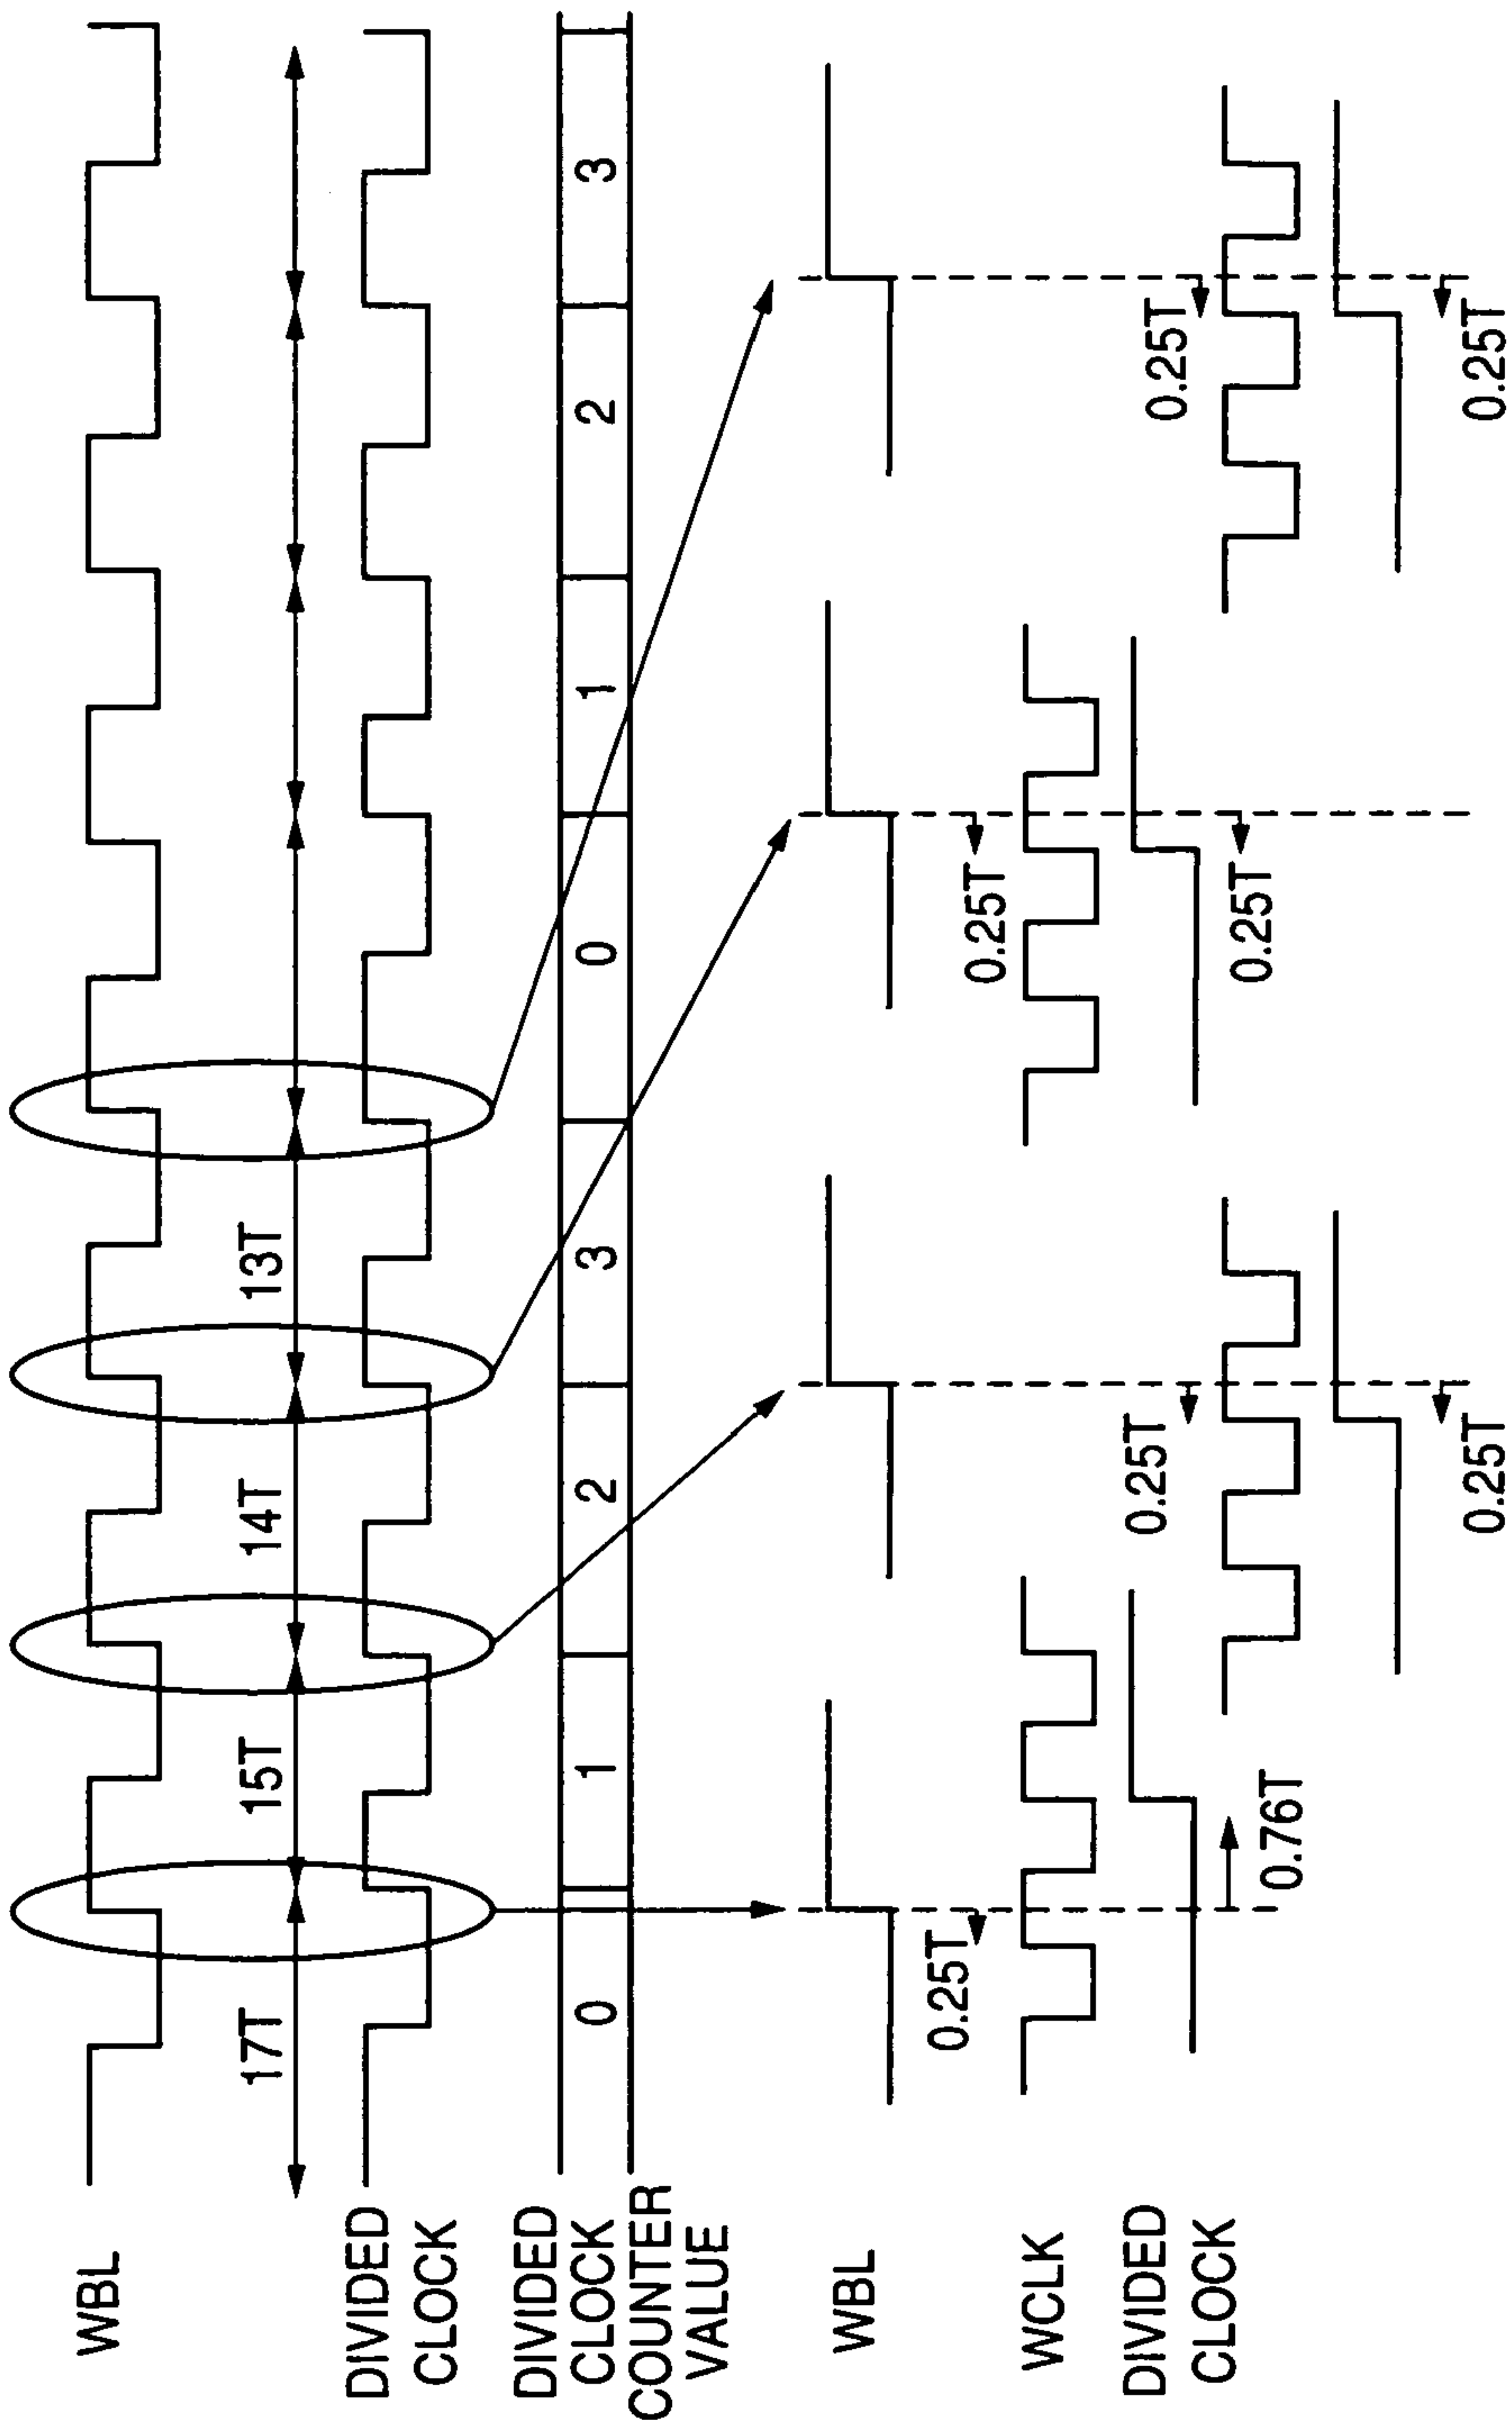 WBL
17T 15T 14T 13T
DIVIDED
CLOCK
DIVIDED
CLOCK
COUNTER
VALUE
0 1 2 3 0 1 2 3
WBL
0.25T
0.25T
WCLK
0.25T
0.25T
DIVIDED
CLOCK
0.76T
0.25T
0.25T
0.25T